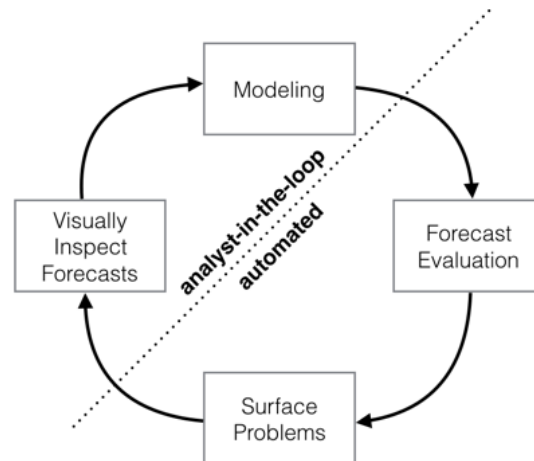 Modeling
analyst-in-the-loop
automated
Visually
Inspect
Forecasts
Forecast
Evaluation
Surface
Problems